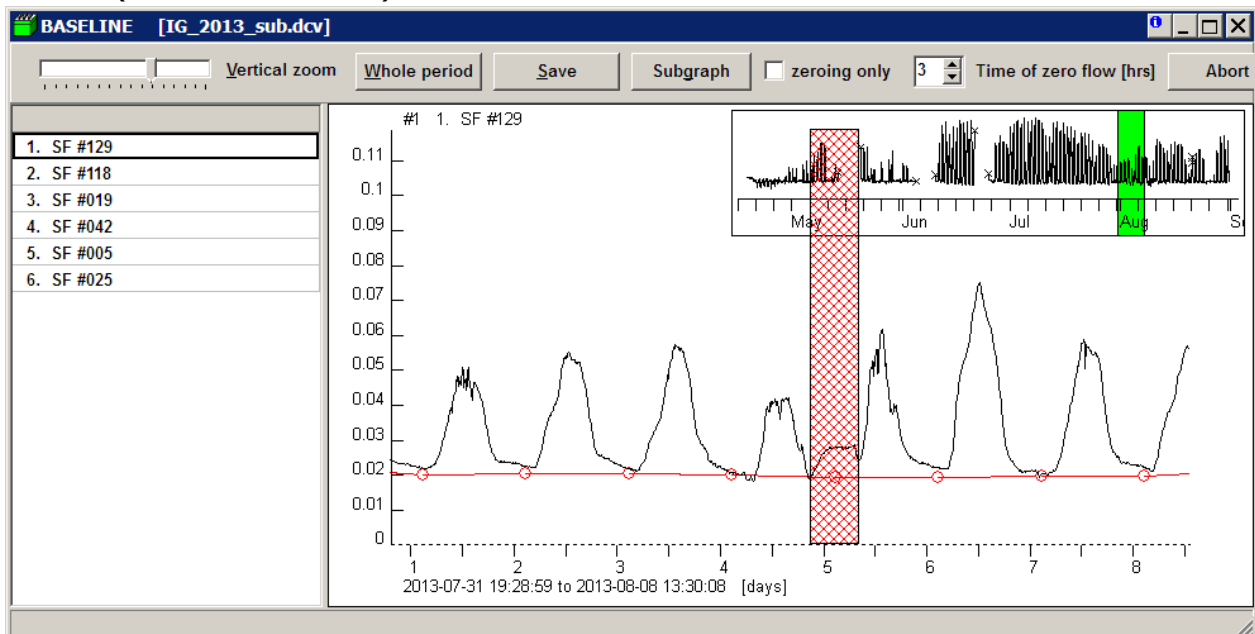 BASELINE [IG_2013_sub.dcv]
Vertical zoom Whole period Save Subgraph zeroing only 3 Time of zero flow [hrs] Abort
1. SF #129
2. SF #118
3. SF #019
4. SF #042
5. SF #005
6. SF #025
#1 1. SF #129
0.11
0.1
0.09
0.08
0.07
0.06
0.05
0.04
0.03
0.02
0.01
0
1 2 3 4 5 6 7 8
2013-07-31 19:28:59 to 2013-08-08 13:30:08 [days]
May Jun Jul Aug